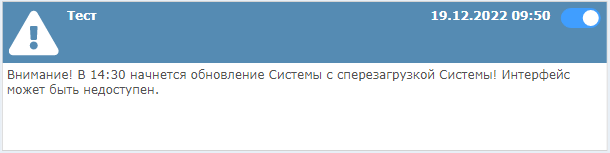 Тест
19.12.2022 09:50
Внимание! В 14:30 начнется обновление Системы с сперезагрузкой Системы! Интерфейс
может быть недоступен.